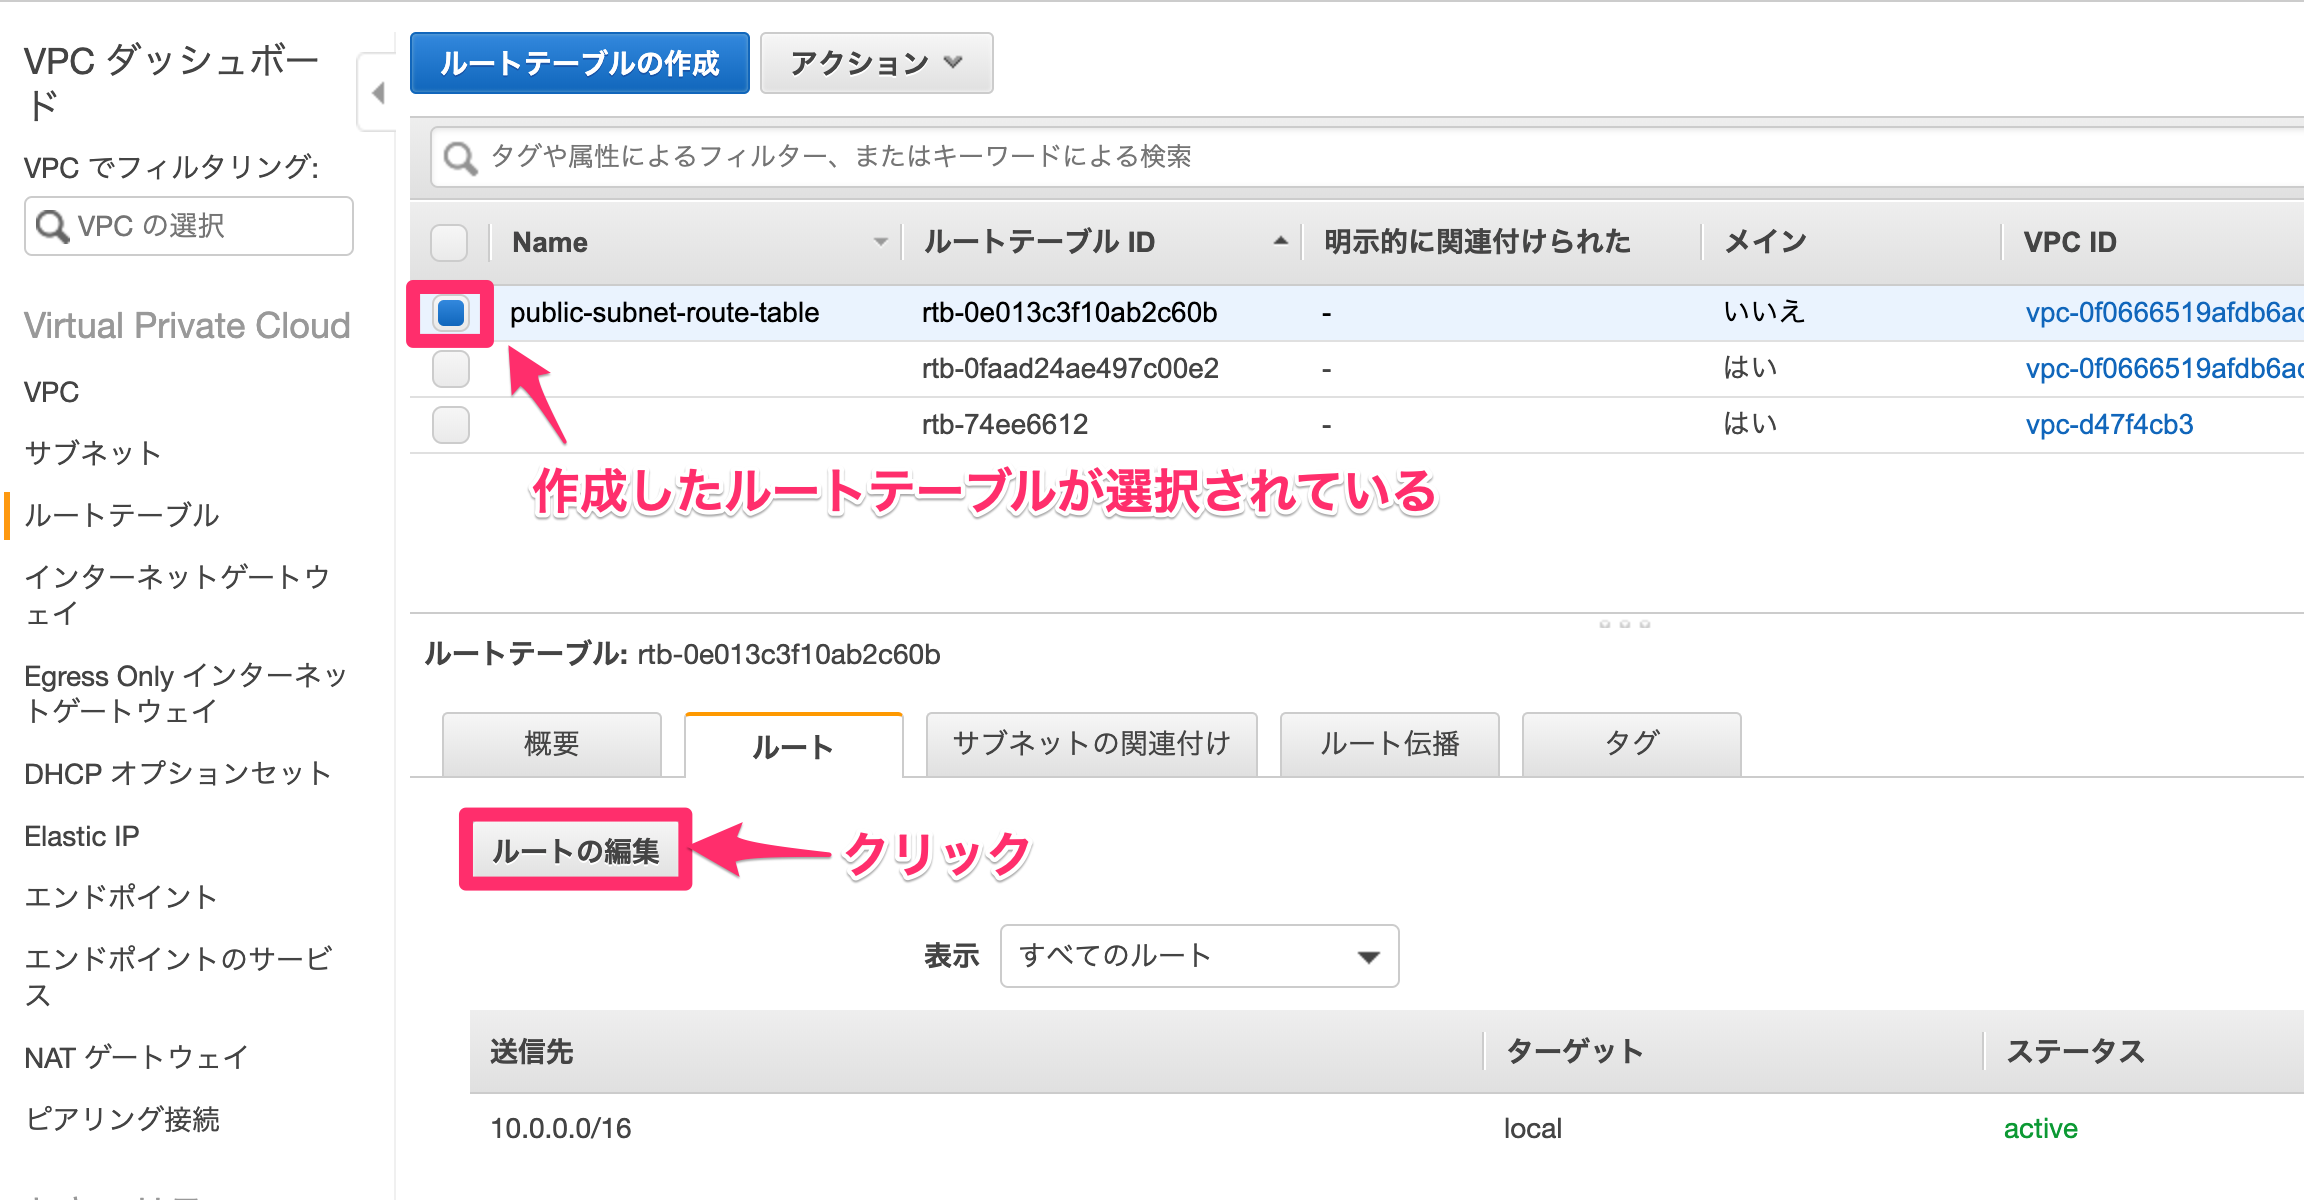 VPC ダッシュボー
ド
VPC でフィルタリング:
VPC の選択
Virtual Private Cloud
VPC
サブネット
ルートテーブル
インターネットゲートウ
ェイ
Egress Only インターネッ
トゲートウェイ
DHCP オプションセット
Elastic IP
エンドポイント
エンドポイントのサービ
ス
NAT ゲートウェイ
ピアリング接続
ルートテーブルの作成 アクション
タグや属性によるフィルター、またはキーワードによる検索
Name ルートテーブル ID 明示的に関連付けられた メイン VPC ID
public-subnet-route-table rtb-0e013c3f10ab2c60b - いいえ vpc-0f0666519afdb6a
rtb-0faad24ae497c00e2 - はい vpc-0f0666519afdb6a
rtb-74ee6612 - はい vpc-d47f4cb3
作成したルートテーブルが選択されている
ルートテーブル: rtb-0e013c3f10ab2c60b
概要 ルート サブネットの関連付け ルート伝播 タグ
ルートの編集 クリック
表示 すべてのルート
送信先 ターゲット ステータス
10.0.0.0/16 local active